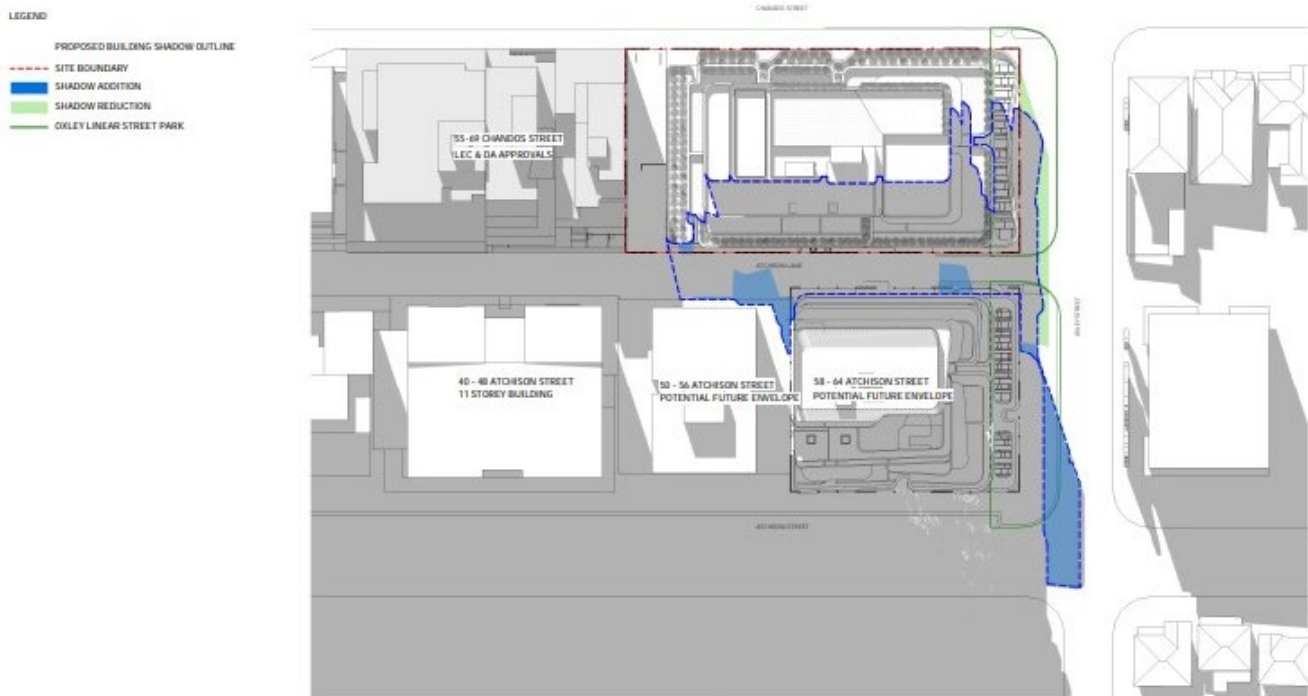 CHANDOS STREET
LEGEND
PROPOSED BUILDING SHADOW OUTLINE
SITE BOUNDARY
SHADOW ADDITION
SHADOW REDUCTION
OXLEY LINEAR STREET PARK
55-69 CHANDOS STREET
LEC & DA APPROVALS
ATCHISON LANE
OXLEY STREET
40 - 48 ATCHISON STREET
11 STOREY BUILDING
50 - 56 ATCHISON STREET
POTENTIAL FUTURE ENVELOPE
58 - 64 ATCHISON STREET
POTENTIAL FUTURE ENVELOPE
ATCHISON STREET